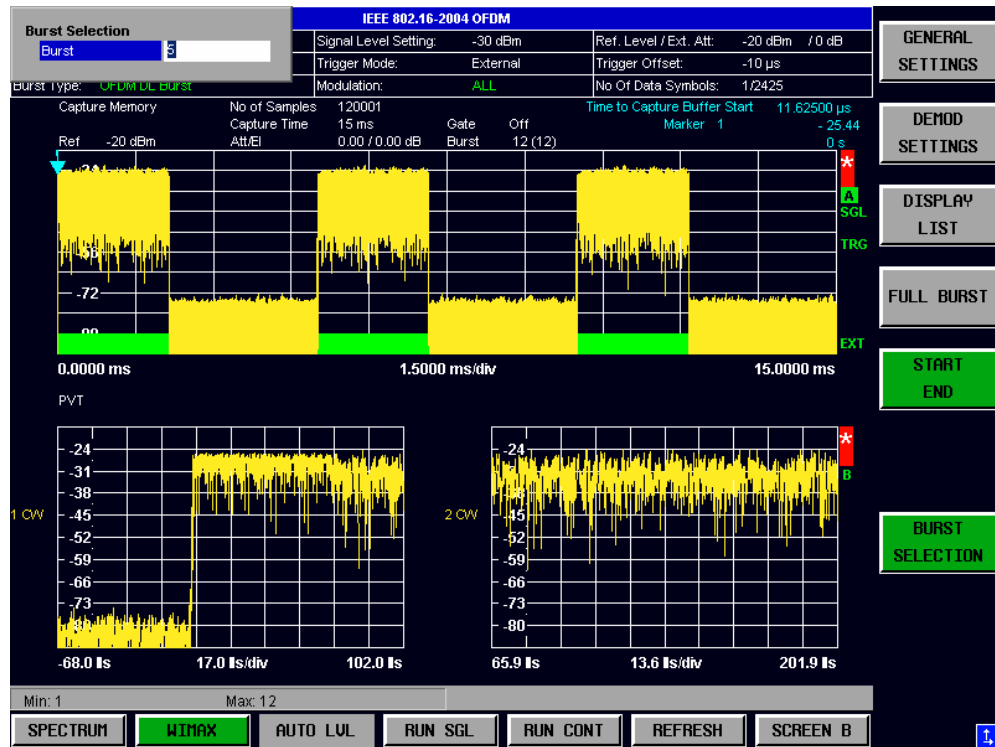 IEEE 802.16-2004 OFDM
Burst Selection
Burst 5
Signal Level Setting: -30 dBm Ref. Level / Ext. Att: -20 dBm / 0 dB
Trigger Mode: External Trigger Offset: -10 µs
Burst Type: OFDM DL Burst Modulation: ALL No Of Data Symbols: 1/2425
Capture Memory No of Samples 120001 Time to Capture Buffer Start 11.62500 µs
Capture Time 15 ms Gate Off Marker 1 - 25.44
Ref -20 dBm Att/El 0.00 / 0.00 dB Burst 12 (12) 0 s
*
A
SGL
TRG
-72
EXT
0.0000 ms 1.5000 ms/div 15.0000 ms
PVT
*
B
-24 -24
-31
-38
1 CW -45 2 CW -45
-52 -52
-59 -59
-66 -66
-73 -73
-80
-68.0 µs 17.0 µs/div 102.0 µs 65.9 µs 13.6 µs/div 201.9 µs
Min: 1 Max: 12
SPECTRUM WIMAX AUTO LVL RUN SGL RUN CONT REFRESH SCREEN B
GENERAL
SETTINGS
DEMOD
SETTINGS
DISPLAY
LIST
FULL BURST
START
END
BURST
SELECTION